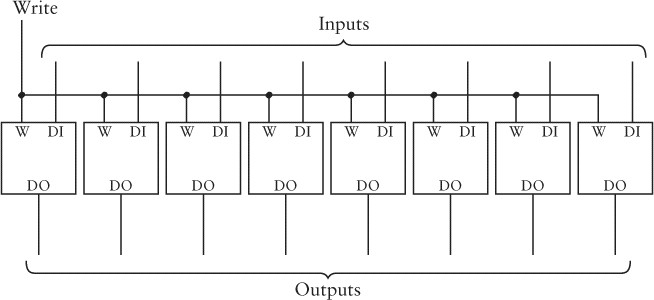 Write
Inputs
W DI W DI W DI W DI W DI W DI W DI W DI
DO DO DO DO DO DO DO DO
Outputs